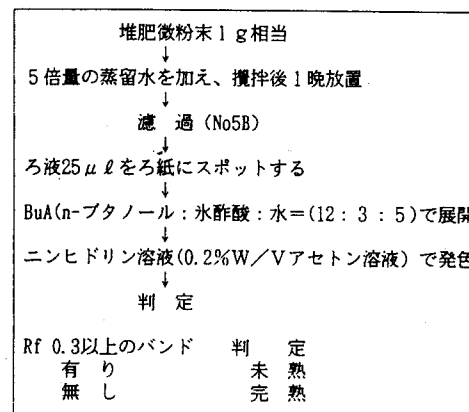 堆肥微粉末1g相当
↓
5倍量の蒸留水を加え、攪拌後1晩放置
↓
濾 過(No5B)
↓
ろ液25μℓをろ紙にスポットする
↓
BuA(n-ブタノール:氷酢酸:水=(12:3:5)で展開
↓
ニンヒドリン溶液(0.2%W/Vアセトン溶液)で発色
↓
判 定
Rf 0.3以上のバンド 判 定
有 り 未 熟
無 し 完 熟